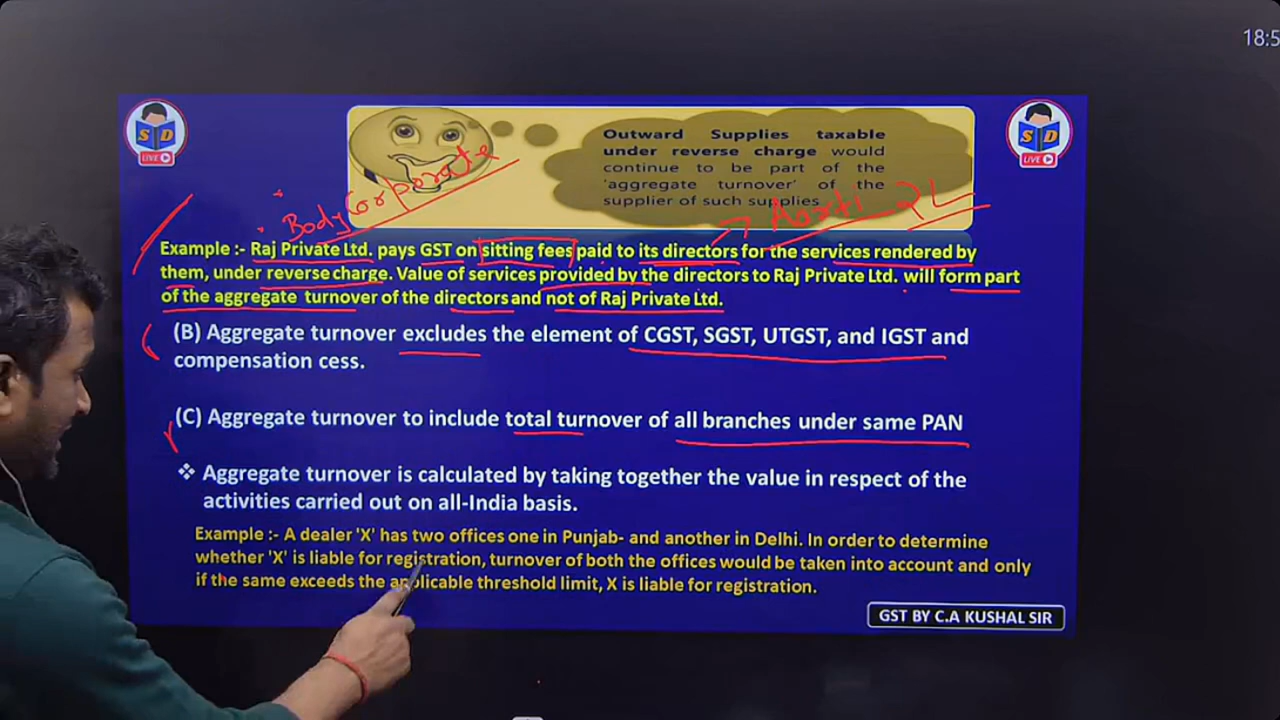 18:5
S D
LIVE
S D
LIVE
Outward Supplies taxable
under reverse charge would
continue to be part of the
'aggregate turnover' of the
supplier of such supplies
Body Corporate
Aarti 2L
Example :- Raj Private Ltd. pays GST on sitting fees paid to its directors for the services rendered by
them, under reverse charge. Value of services provided by the directors to Raj Private Ltd. will form part
of the aggregate turnover of the directors and not of Raj Private Ltd.
(B) Aggregate turnover excludes the element of CGST, SGST, UTGST, and IGST and
compensation cess.
(C) Aggregate turnover to include total turnover of all branches under same PAN
❖ Aggregate turnover is calculated by taking together the value in respect of the
activities carried out on all-India basis.
Example :- A dealer 'X' has two offices one in Punjab- and another in Delhi. In order to determine
whether 'X' is liable for registration, turnover of both the offices would be taken into account and only
if the same exceeds the applicable threshold limit, X is liable for registration.
GST BY C.A KUSHAL SIR